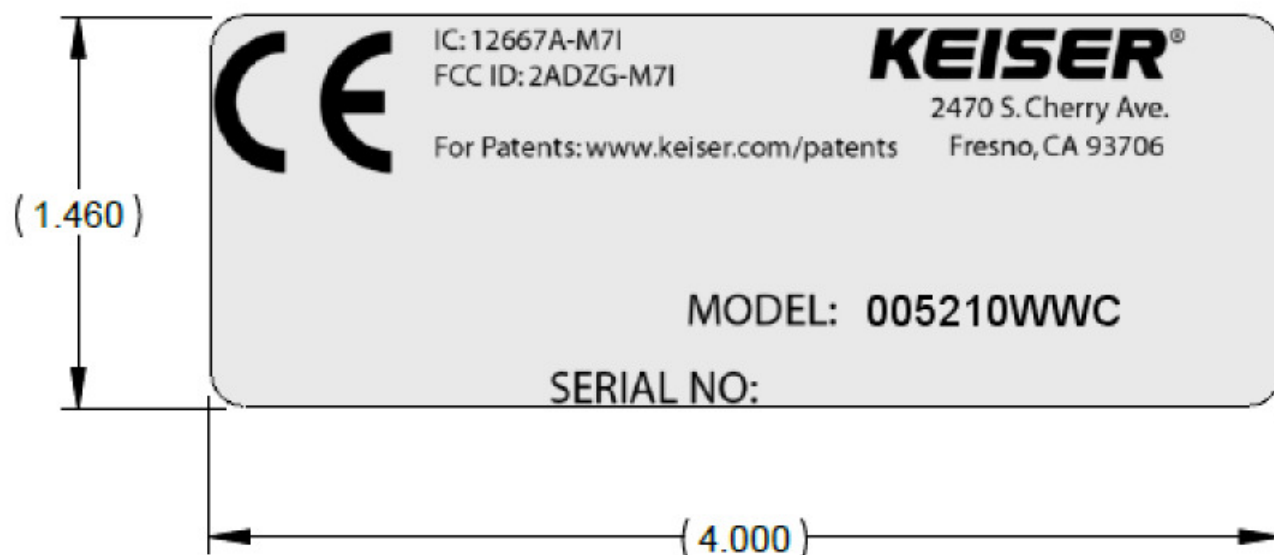 CE
IC: 12667A-M7I
FCC ID: 2ADZG-M7I
For Patents: www.keiser.com/patents
KEISER®
2470 S. Cherry Ave.
Fresno, CA 93706
(1.460)
MODEL: 005210WWC
SERIAL NO:
(4.000)